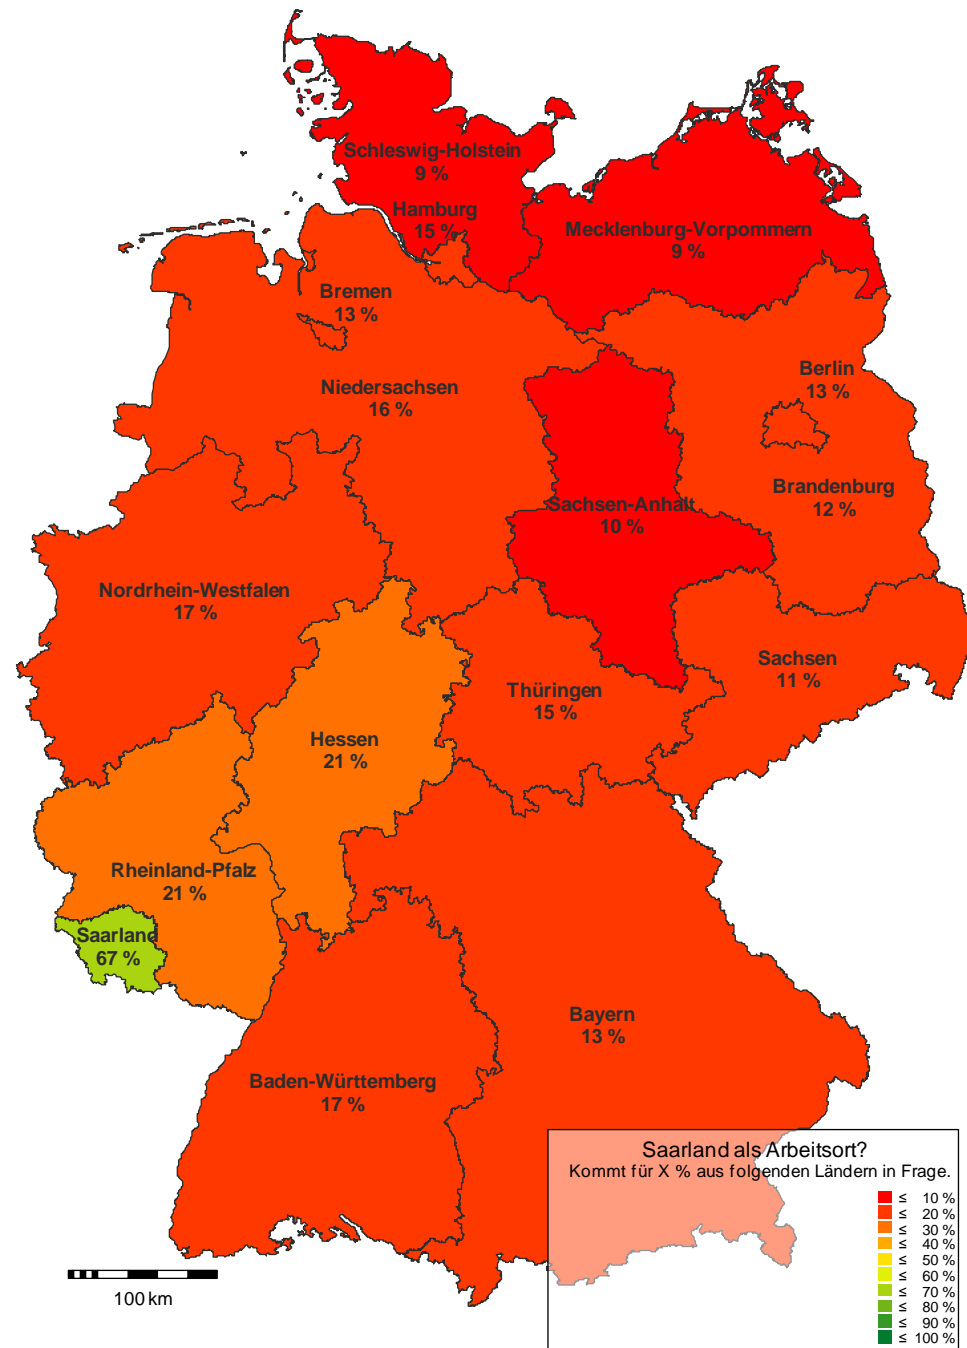 Schleswig-Holstein
9 %
Hamburg
15 %
Mecklenburg-Vorpommern
9 %
Bremen
13 %
Niedersachsen
16 %
Berlin
13 %
Brandenburg
12 %
Sachsen-Anhalt
10 %
Nordrhein-Westfalen
17 %
Sachsen
11 %
Thüringen
15 %
Hessen
21 %
Rheinland-Pfalz
21 %
Saarland
67 %
Bayern
13 %
Baden-Württemberg
17 %
Saarland als Arbeitsort?
Kommt für X % aus folgenden Ländern in Frage.
≤ 10 %
≤ 20 %
≤ 30 %
≤ 40 %
≤ 50 %
≤ 60 %
≤ 70 %
≤ 80 %
≤ 90 %
≤ 100 %
100 km